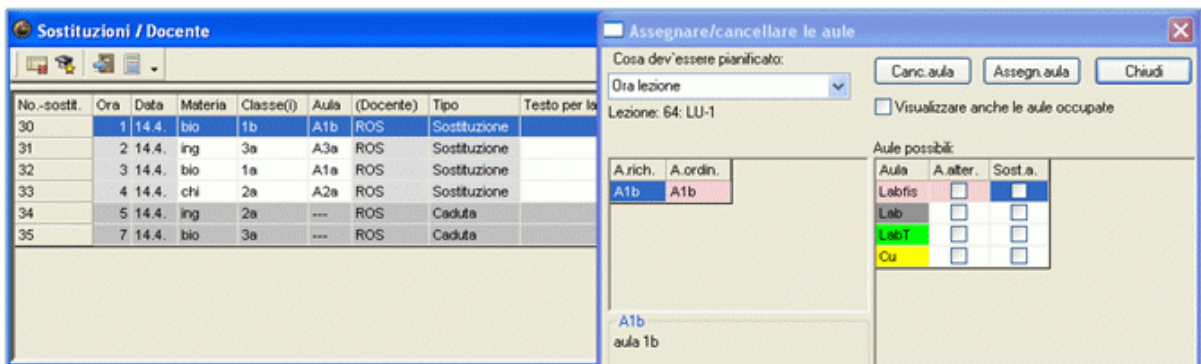 Sostituzioni / Docente
No.-sostit. Ora Data Materia Classe(i) Aula (Docente) Tipo Testo per la
30 1 14.4. bio 1b A1b ROS Sostituzione
31 2 14.4. ing 3a A3a ROS Sostituzione
32 3 14.4. bio 1a A1a ROS Sostituzione
33 4 14.4. chi 2a A2a ROS Sostituzione
34 5 14.4. ing 2a --- ROS Caduta
35 7 14.4. bio 3a --- ROS Caduta
Assegnare/cancellare le aule
Cosa dev'essere pianificato:
Ora lezione
Canc.aula Assegn.aula Chiudi
Lezione: 64: LU-1
Visualizzare anche le aule occupate
A.rich. A.ordin.
A1b A1b
Aule possibili:
Aula A.alter. Sost.a.
Labfis
Lab
LabT
Cu
A1b
aula 1b